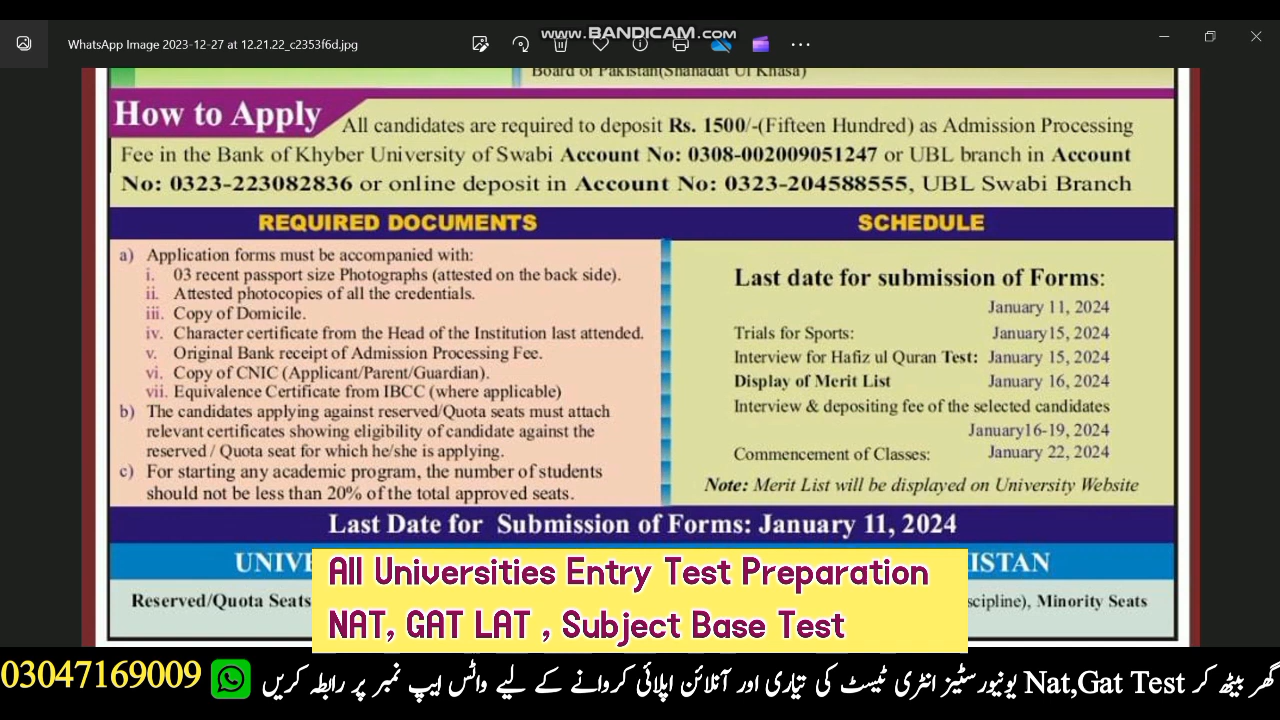 www.BANDICAM.com
WhatsApp Image 2023-12-27 at 12.21.22_c2353f6d.jpg
Board of Pakistan(Shahadat Ul Khasa)
How to Apply
All candidates are required to deposit Rs. 1500/-(Fifteen Hundred) as Admission Processing
Fee in the Bank of Khyber University of Swabi Account No: 0308-002009051247 or UBL branch in Account
No: 0323-223082836 or online deposit in Account No: 0323-204588555, UBL Swabi Branch
REQUIRED DOCUMENTS
a) Application forms must be accompanied with:
i. 03 recent passport size Photographs (attested on the back side).
ii. Attested photocopies of all the credentials.
iii. Copy of Domicile.
iv. Character certificate from the Head of the Institution last attended.
v. Original Bank receipt of Admission Processing Fee.
vi. Copy of CNIC (Applicant/Parent/Guardian).
vii. Equivalence Certificate from IBCC (where applicable)
b) The candidates applying against reserved/Quota seats must attach
relevant certificates showing eligibility of candidate against the
reserved / Quota seat for which he/she is applying.
c) For starting any academic program, the number of students
should not be less than 20% of the total approved seats.
SCHEDULE
Last date for submission of Forms:
January 11, 2024
Trials for Sports: January15, 2024
Interview for Hafiz ul Quran Test: January 15, 2024
Display of Merit List January 16, 2024
Interview & depositing fee of the selected candidates
January16-19, 2024
Commencement of Classes: January 22, 2024
Note: Merit List will be displayed on University Website
Last Date for Submission of Forms: January 11, 2024
UNIVE ISTAN
Reserved/Quota Seats scipline), Minority Seats
All Universities Entry Test Preparation
NAT, GAT LAT , Subject Base Test
گھر بیٹھ کر Nat,Gat Test یونیورسٹیز انٹری ٹیسٹ کی تیاری اور آنلائن اپلائی کروانے کے لیے واٹس ایپ نمبر پر رابطہ کریں 03047169009